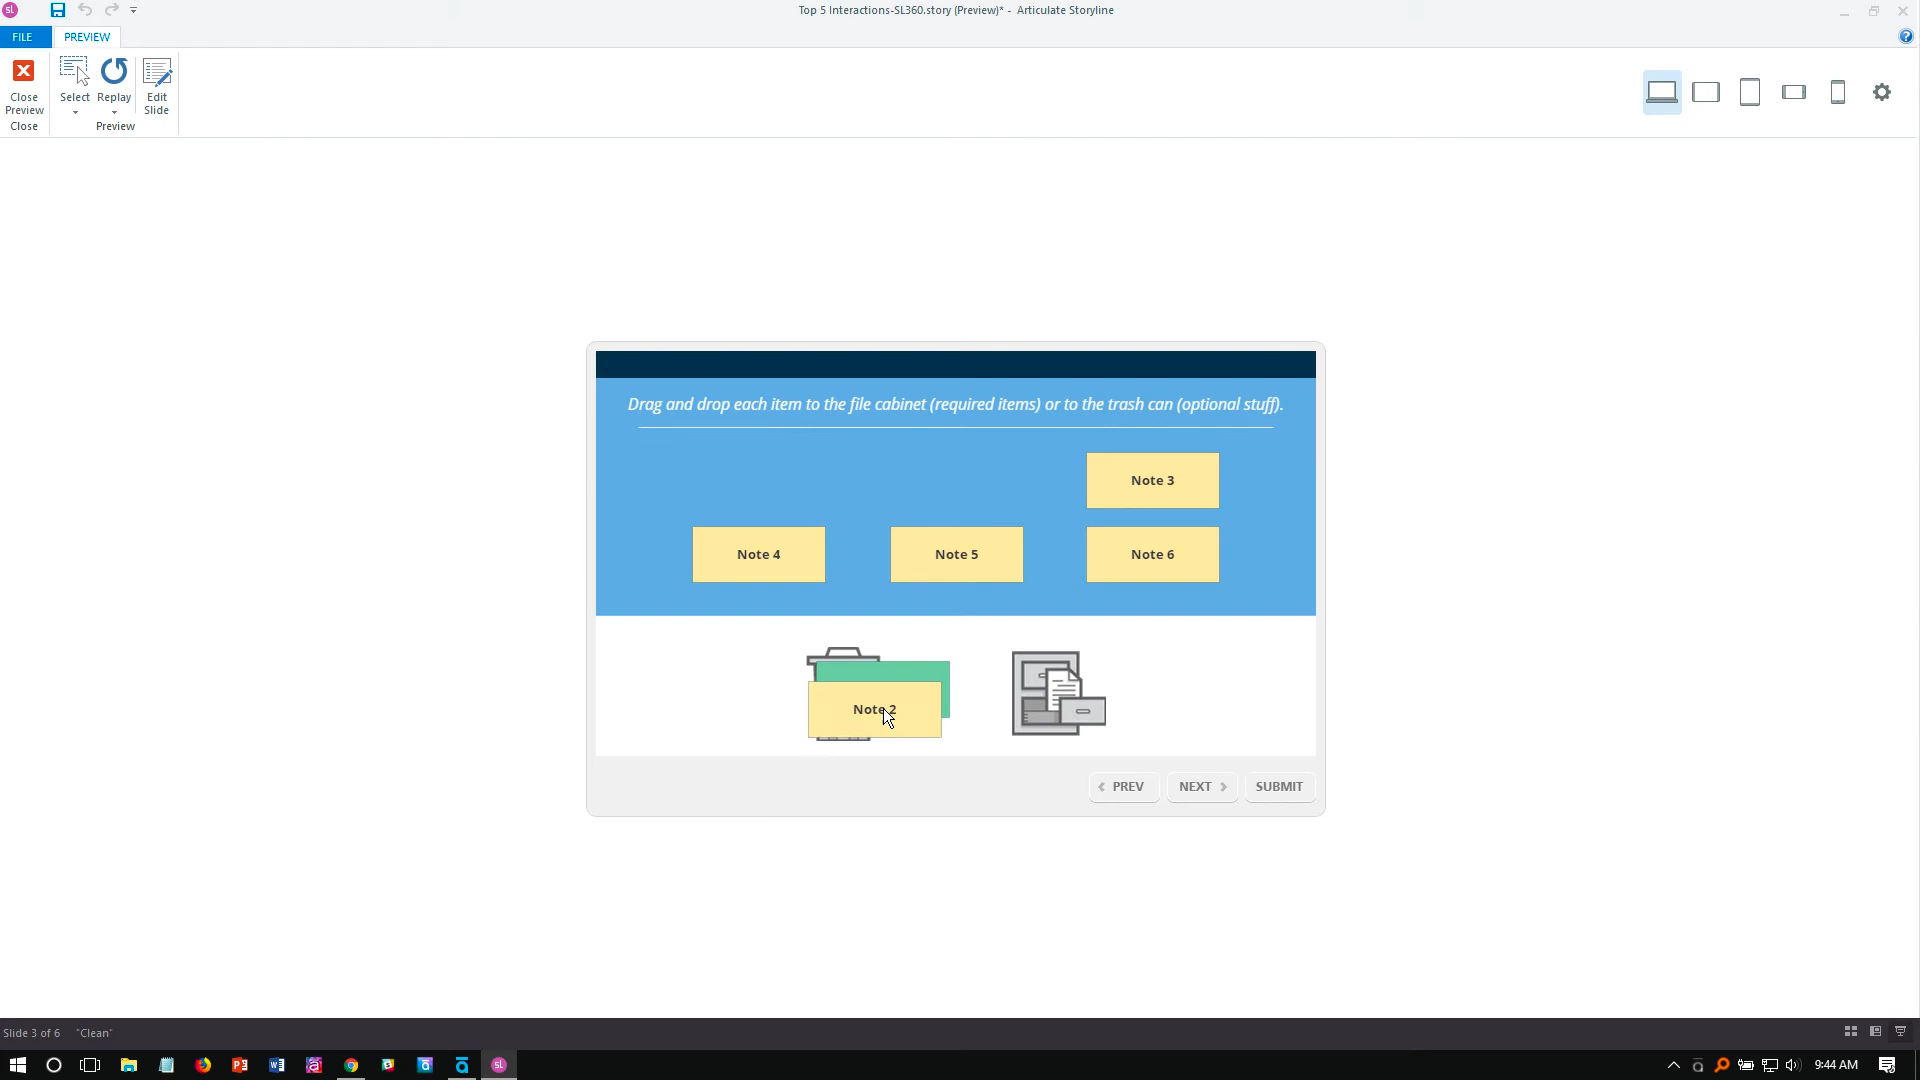 Top 5 Interactions-SL360.story (Preview)* - Articulate Storyline
FILE PREVIEW
Close Preview
Select
Replay
Edit Slide
Close
Preview
Drag and drop each item to the file cabinet (required items) or to the trash can (optional stuff).
Note 3
Note 4
Note 5
Note 6
Note 2
PREV
NEXT
SUBMIT
Slide 3 of 6 "Clean"
9:44 AM